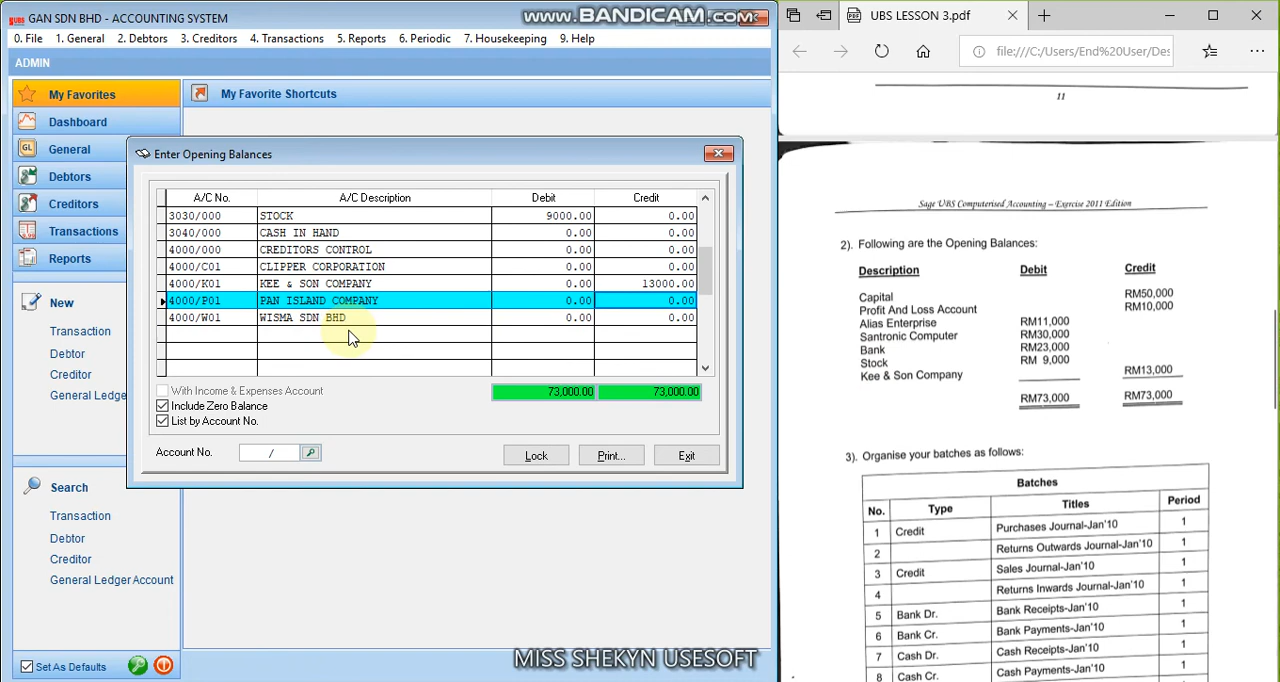 GAN SDN BHD - ACCOUNTING SYSTEM
www.BANDICAM.com
0. File 1. General 2. Debtors 3. Creditors 4. Transactions 5. Reports 6. Periodic 7. Housekeeping 9. Help
ADMIN
My Favorites
Dashboard
General
Debtors
Creditors
Transactions
Reports
New
Transaction
Debtor
Creditor
General Ledger
Search
Transaction
Debtor
Creditor
General Ledger Account
Set As Defaults
My Favorite Shortcuts
Enter Opening Balances
A/C No. A/C Description Debit Credit
3030/000 STOCK 9000.00 0.00
3040/000 CASH IN HAND 0.00 0.00
4000/000 CREDITORS CONTROL 0.00 0.00
4000/C01 CLIPPER CORPORATION 0.00 0.00
4000/K01 KEE & SON COMPANY 0.00 13000.00
4000/P01 PAN ISLAND COMPANY 0.00 0.00
4000/W01 WISMA SDN BHD 0.00 0.00
With Income & Expenses Account 73,000.00 73,000.00
Include Zero Balance
List by Account No.
Account No. / Lock Print... Exit
MISS SHEKYN USESOFT
UBS LESSON 3.pdf
file:///C:/Users/End%20User/Des
11
Sage UBS Computerised Accounting – Exercise 2011 Edition
2). Following are the Opening Balances:
Description Debit Credit
Capital RM50,000
Profit And Loss Account RM10,000
Alias Enterprise RM11,000
Santronic Computer RM30,000
Bank RM23,000
Stock RM 9,000
Kee & Son Company RM13,000
RM73,000 RM73,000
3). Organise your batches as follows:
Batches
No. Type Titles Period
1 Credit Purchases Journal-Jan'10 1
2 Returns Outwards Journal-Jan'10 1
3 Credit Sales Journal-Jan'10 1
4 Returns Inwards Journal-Jan'10 1
5 Bank Dr. Bank Receipts-Jan'10 1
6 Bank Cr. Bank Payments-Jan'10 1
7 Cash Dr. Cash Receipts-Jan'10 1
8 Cash Cr. Cash Payments-Jan'10 1